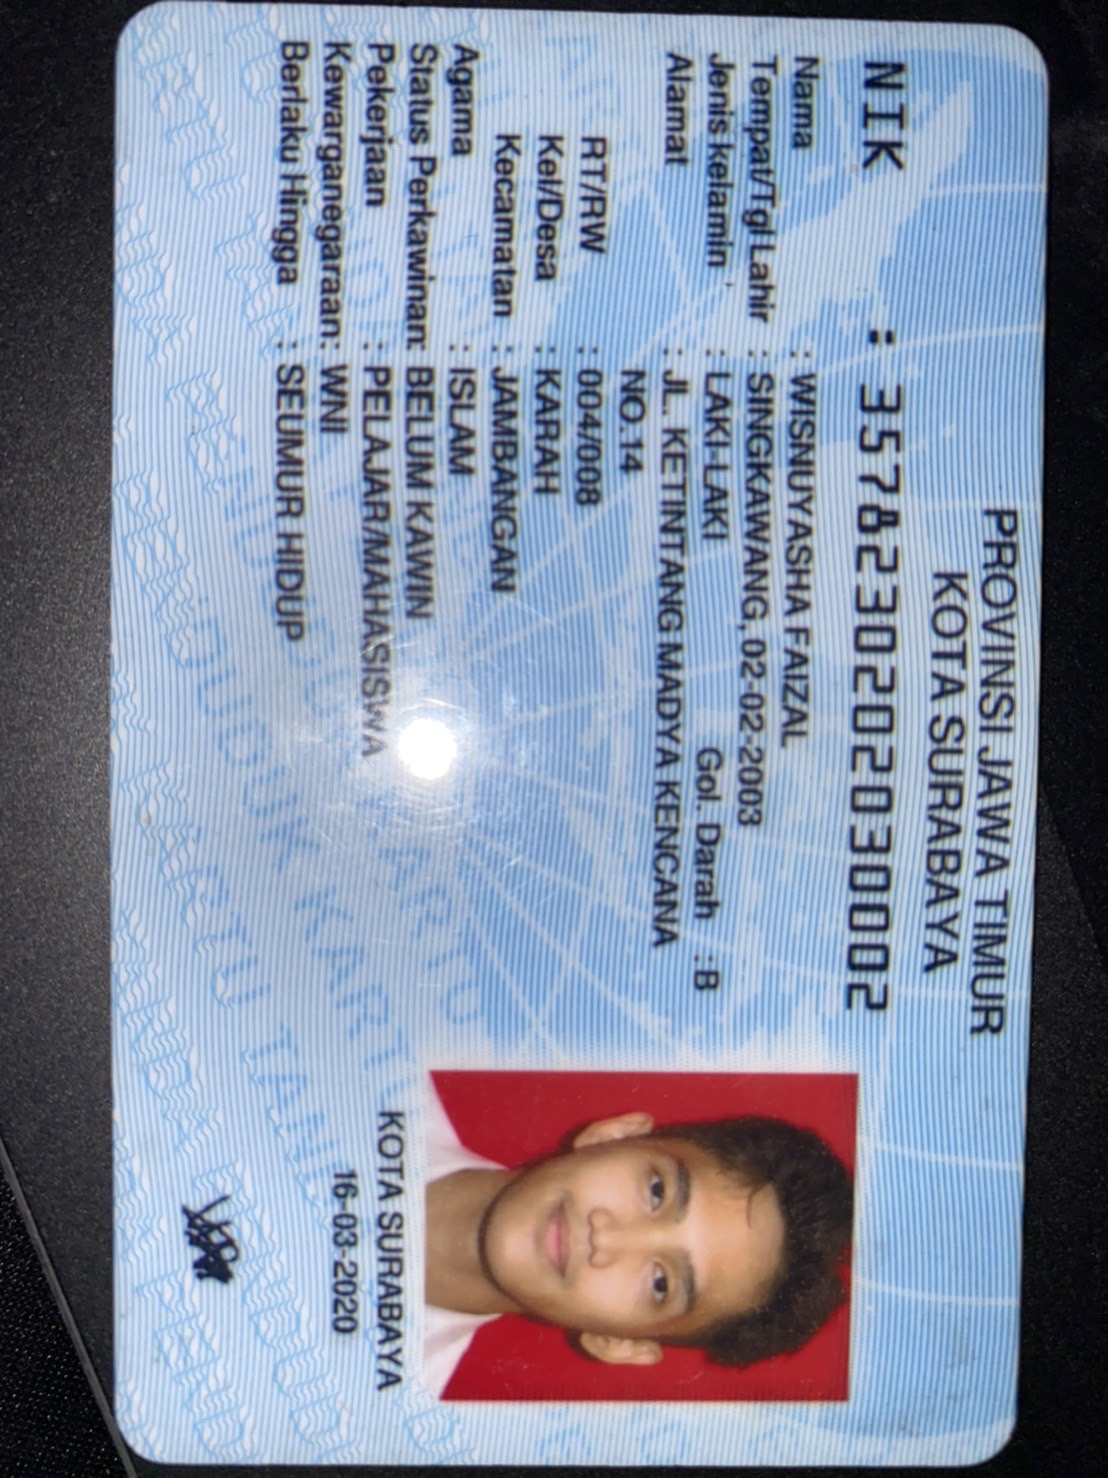 PROVINSI JAWA TIMUR
KOTA SURABAYA
NIK : 3578230202030002
Nama : WISNUYASHA FAIZAL
Tempat/Tgl Lahir : SINGKAWANG, 02-02-2003
Jenis kelamin : LAKI-LAKI Gol. Darah : B
Alamat : JL. KETINTANG MADYA KENCANA
NO.14
RT/RW : 004/008
Kel/Desa : KARAH
Kecamatan : JAMBANGAN
Agama : ISLAM
Status Perkawinan: BELUM KAWIN
Pekerjaan : PELAJAR/MAHASISWA
Kewarganegaraan: WNI
Berlaku Hingga : SEUMUR HIDUP
KOTA SURABAYA
16-03-2020